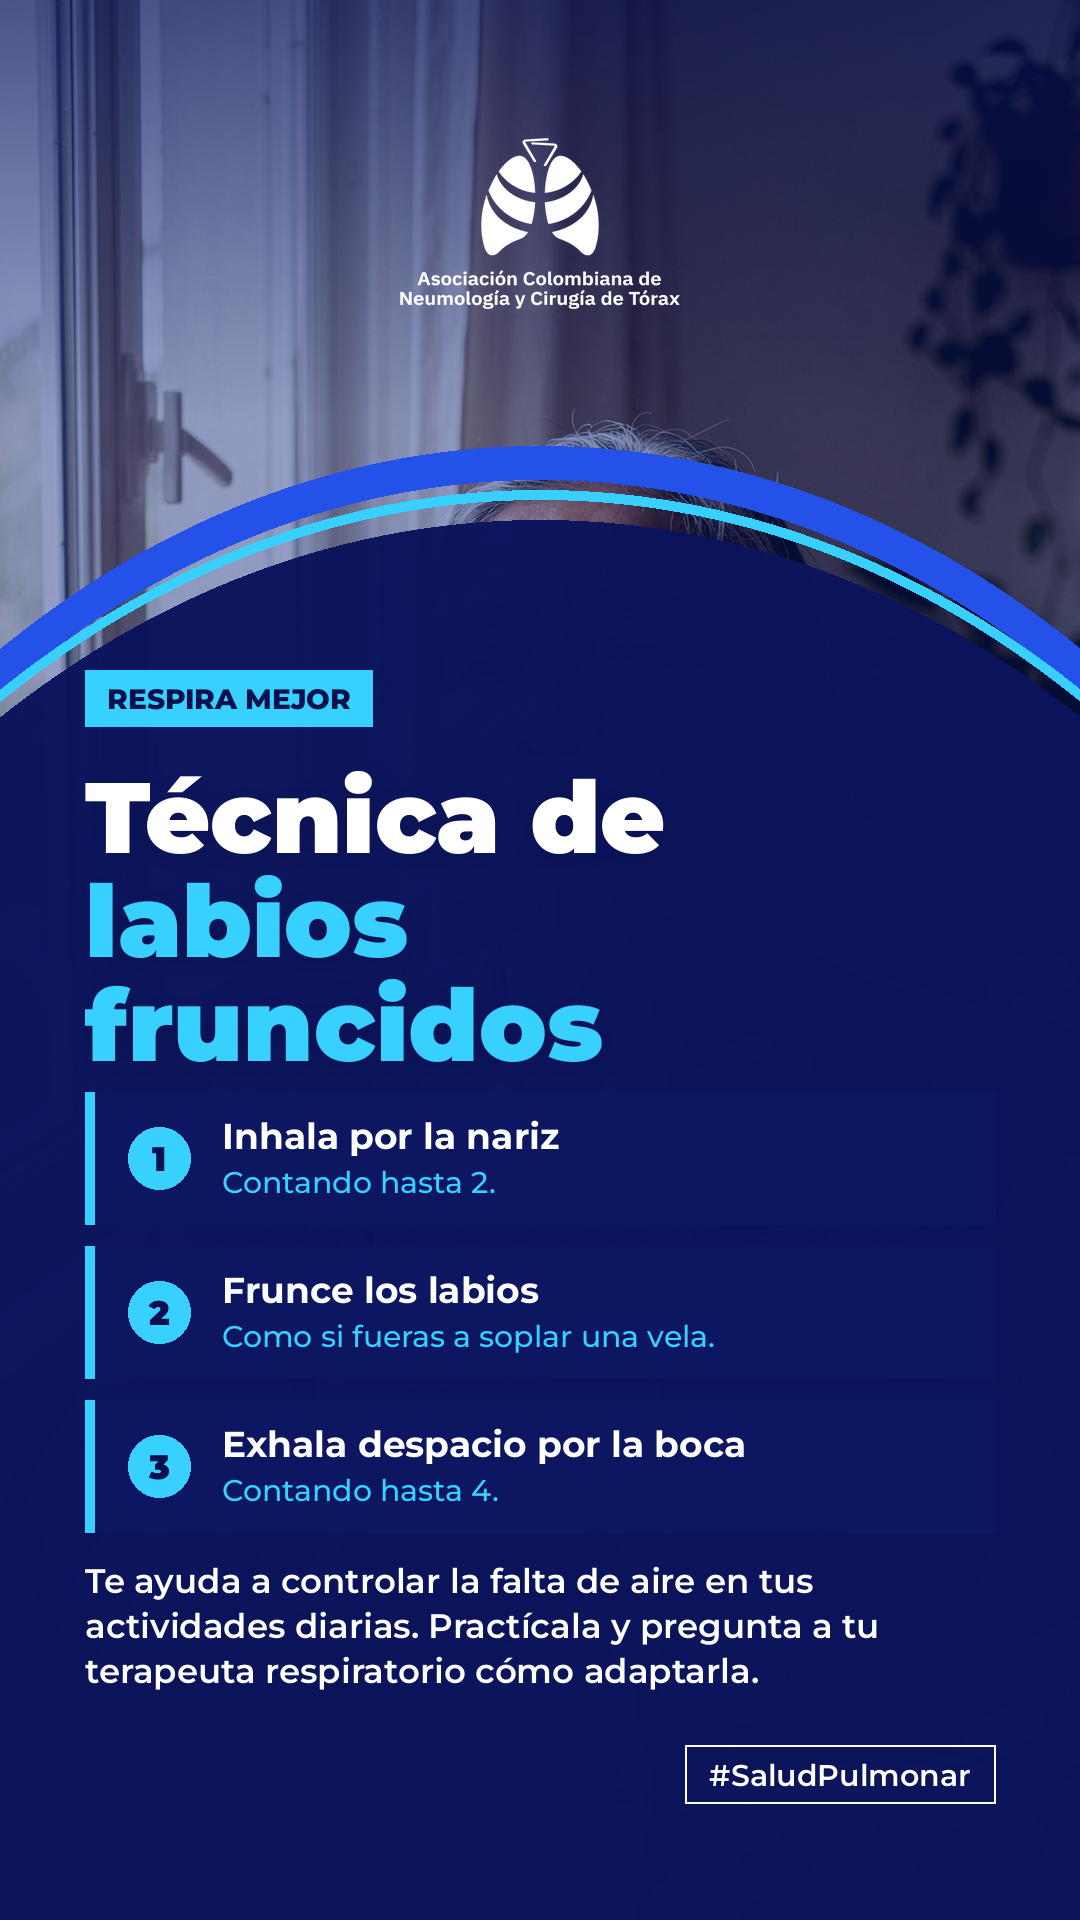 Asociación Colombiana de
Neumología y Cirugía de Tórax
RESPIRA MEJOR
Técnica de
labios
fruncidos
1
Inhala por la nariz
Contando hasta 2.
2
Frunce los labios
Como si fueras a soplar una vela.
3
Exhala despacio por la boca
Contando hasta 4.
Te ayuda a controlar la falta de aire en tus
actividades diarias. Practícala y pregunta a tu
terapeuta respiratorio cómo adaptarla.
#SaludPulmonar